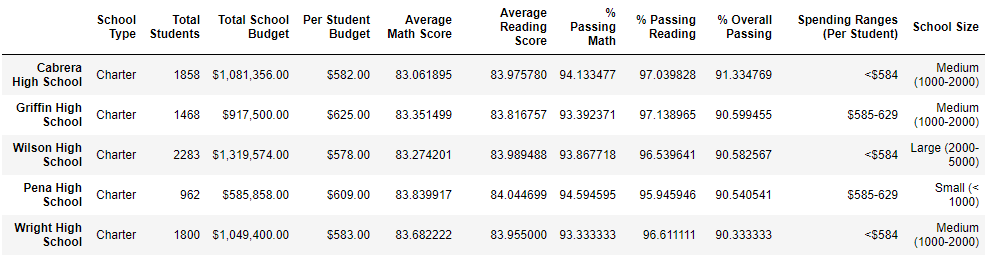 School Type Total Students Total School Budget Per Student Budget Average Math Score Average Reading Score % Passing Math % Passing Reading % Overall Passing Spending Ranges (Per Student) School Size
Cabrera High School Charter 1858 $1,081,356.00 $582.00 83.061895 83.975780 94.133477 97.039828 91.334769 <$584 Medium (1000-2000)
Griffin High School Charter 1468 $917,500.00 $625.00 83.351499 83.816757 93.392371 97.138965 90.599455 $585-629 Medium (1000-2000)
Wilson High School Charter 2283 $1,319,574.00 $578.00 83.274201 83.989488 93.867718 96.539641 90.582567 <$584 Large (2000-5000)
Pena High School Charter 962 $585,858.00 $609.00 83.839917 84.044699 94.594595 95.945946 90.540541 $585-629 Small (< 1000)
Wright High School Charter 1800 $1,049,400.00 $583.00 83.682222 83.955000 93.333333 96.611111 90.333333 <$584 Medium (1000-2000)